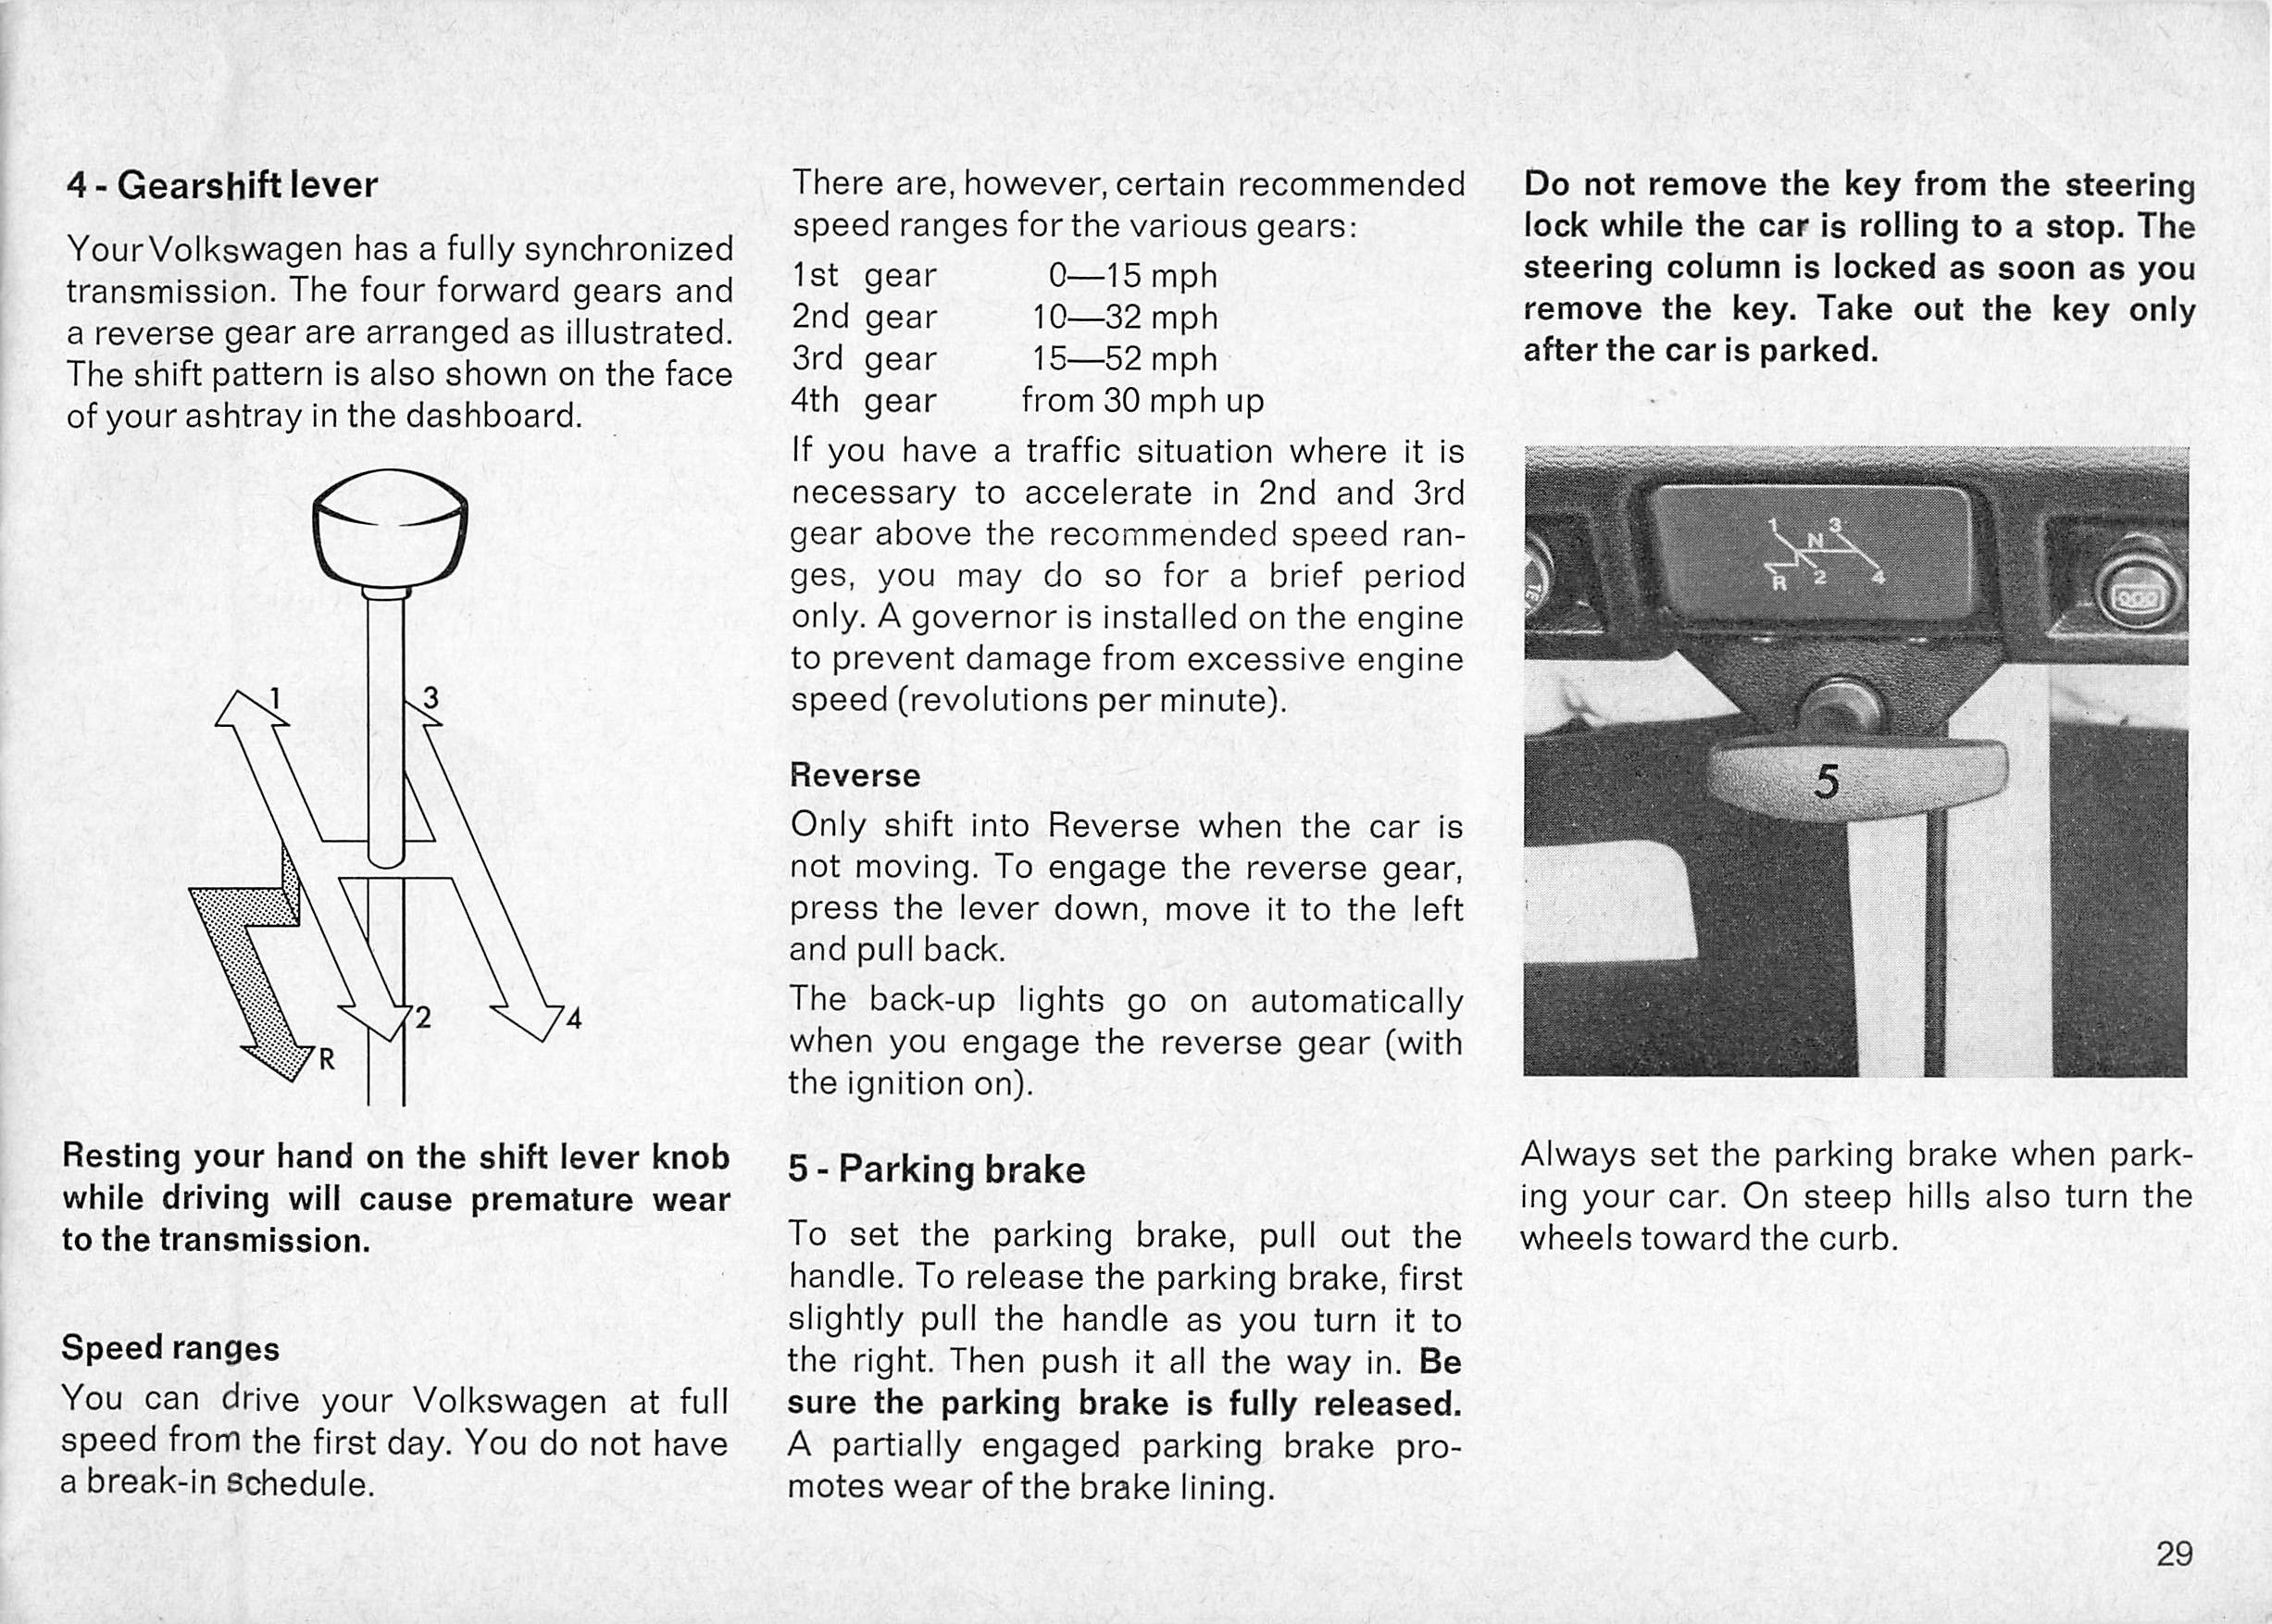 4 - Gearshift lever
Your Volkswagen has a fully synchronized
transmission. The four forward gears and
a reverse gear are arranged as illustrated.
The shift pattern is also shown on the face
of your ashtray in the dashboard.
1
3
2
4
R
Resting your hand on the shift lever knob
while driving will cause premature wear
to the transmission.
Speed ranges
You can drive your Volkswagen at full
speed from the first day. You do not have
a break-in schedule.
There are, however, certain recommended
speed ranges for the various gears:
1st gear 0—15 mph
2nd gear 10—32 mph
3rd gear 15—52 mph
4th gear from 30 mph up
If you have a traffic situation where it is
necessary to accelerate in 2nd and 3rd
gear above the recommended speed ran-
ges, you may do so for a brief period
only. A governor is installed on the engine
to prevent damage from excessive engine
speed (revolutions per minute).
Reverse
Only shift into Reverse when the car is
not moving. To engage the reverse gear,
press the lever down, move it to the left
and pull back.
The back-up lights go on automatically
when you engage the reverse gear (with
the ignition on).
5 - Parking brake
To set the parking brake, pull out the
handle. To release the parking brake, first
slightly pull the handle as you turn it to
the right. Then push it all the way in. Be
sure the parking brake is fully released.
A partially engaged parking brake pro-
motes wear of the brake lining.
Do not remove the key from the steering
lock while the car is rolling to a stop. The
steering column is locked as soon as you
remove the key. Take out the key only
after the car is parked.
1 3
N
R 2 4
5
Always set the parking brake when park-
ing your car. On steep hills also turn the
wheels toward the curb.
29